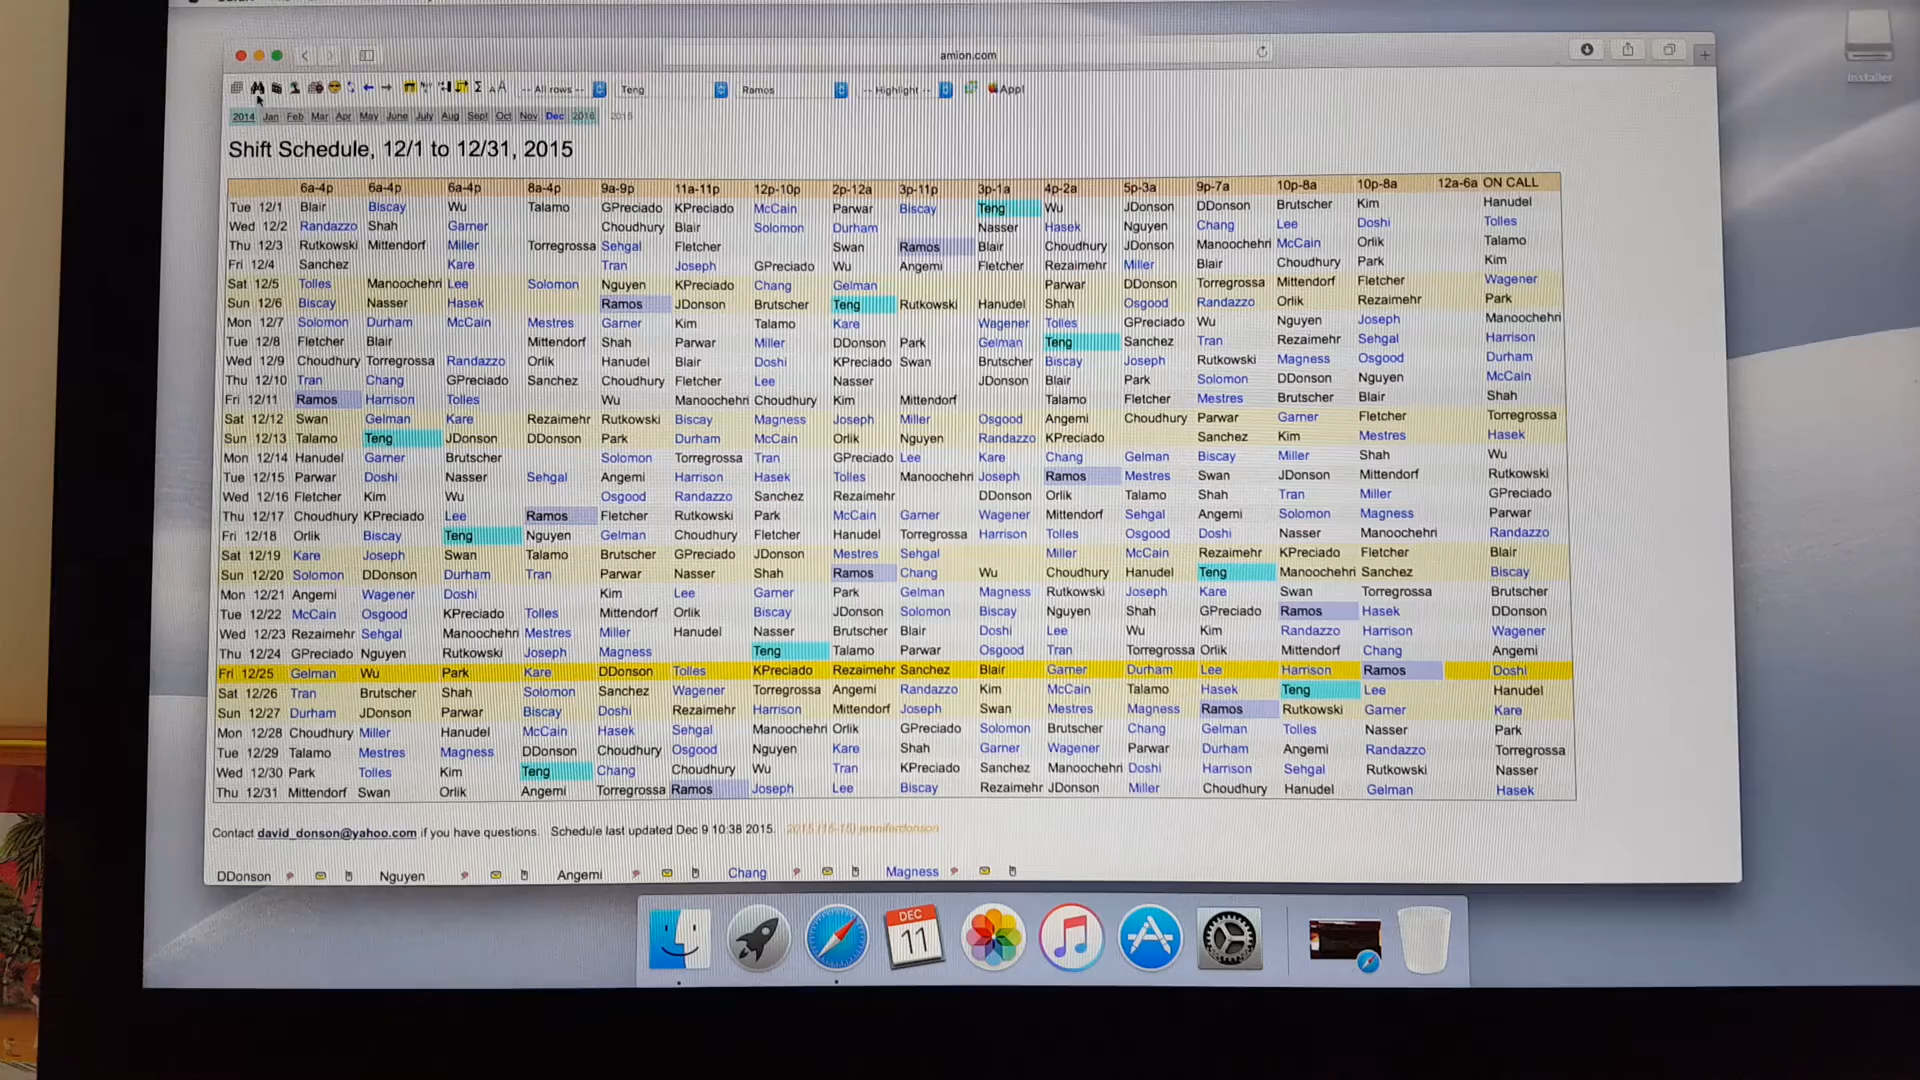 amion.com
Installer
-- All rows -- Teng Ramos -- Highlight -- Appl
2014 Jan Feb Mar Apr May June July Aug Sept Oct Nov Dec 2016 2015
Shift Schedule, 12/1 to 12/31, 2015
6a-4p 6a-4p 6a-4p 8a-4p 9a-9p 11a-11p 12p-10p 2p-12a 3p-11p 3p-1a 4p-2a 5p-3a 9p-7a 10p-8a 10p-8a 12a-6a ON CALL
Tue 12/1 Blair Biscay Wu Talamo GPreciado KPreciado McCain Parwar Biscay Teng Wu JDonson DDonson Brutscher Kim Hanudel
Wed 12/2 Randazzo Shah Garner Choudhury Blair Solomon Durham Nasser Hasek Nguyen Chang Lee Doshi Tolles
Thu 12/3 Rutkowski Mittendorf Miller Torregrossa Sehgal Fletcher Swan Ramos Blair Choudhury JDonson Manoochehri McCain Orlik Talamo
Fri 12/4 Sanchez Kare Tran Joseph GPreciado Wu Angemi Fletcher Rezaimehr Miller Blair Choudhury Park Kim
Sat 12/5 Tolles Manoochehri Lee Solomon Nguyen KPreciado Chang Gelman Parwar DDonson Torregrossa Mittendorf Fletcher Wagener
Sun 12/6 Biscay Nasser Hasek Ramos JDonson Brutscher Teng Rutkowski Hanudel Shah Osgood Randazzo Orlik Rezaimehr Park
Mon 12/7 Solomon Durham McCain Mestres Garner Kim Talamo Kare Wagener Tolles GPreciado Wu Nguyen Joseph Manoochehri
Tue 12/8 Fletcher Blair Mittendorf Shah Parwar Miller DDonson Park Gelman Teng Sanchez Tran Rezaimehr Sehgal Harrison
Wed 12/9 Choudhury Torregrossa Randazzo Orlik Hanudel Blair Doshi KPreciado Swan Brutscher Biscay Joseph Rutkowski Magness Osgood Durham
Thu 12/10 Tran Chang GPreciado Sanchez Choudhury Fletcher Lee Nasser JDonson Blair Park Solomon DDonson Nguyen McCain
Fri 12/11 Ramos Harrison Tolles Wu Manoochehri Choudhury Kim Mittendorf Talamo Fletcher Mestres Brutscher Blair Shah
Sat 12/12 Swan Gelman Kare Rezaimehr Rutkowski Biscay Magness Joseph Miller Osgood Angemi Choudhury Parwar Garner Fletcher Torregrossa
Sun 12/13 Talamo Teng JDonson DDonson Park Durham McCain Orlik Nguyen Randazzo KPreciado Sanchez Kim Mestres Hasek
Mon 12/14 Hanudel Garner Brutscher Solomon Torregrossa Tran GPreciado Lee Kare Chang Gelman Biscay Miller Shah Wu
Tue 12/15 Parwar Doshi Nasser Sehgal Angemi Harrison Hasek Tolles Manoochehri Joseph Ramos Mestres Swan JDonson Mittendorf Rutkowski
Wed 12/16 Fletcher Kim Wu Osgood Randazzo Sanchez Rezaimehr DDonson Orlik Talamo Shah Tran Miller GPreciado
Thu 12/17 Choudhury KPreciado Lee Ramos Fletcher Rutkowski Park McCain Garner Wagener Mittendorf Sehgal Angemi Solomon Magness Parwar
Fri 12/18 Orlik Biscay Teng Nguyen Gelman Choudhury Fletcher Hanudel Torregrossa Harrison Tolles Osgood Doshi Nasser Manoochehri Randazzo
Sat 12/19 Kare Joseph Swan Talamo Brutscher GPreciado JDonson Mestres Sehgal Miller McCain Rezaimehr KPreciado Fletcher Blair
Sun 12/20 Solomon DDonson Durham Tran Parwar Nasser Shah Ramos Chang Wu Choudhury Hanudel Teng Manoochehri Sanchez Biscay
Mon 12/21 Angemi Wagener Doshi Kim Lee Garner Park Gelman Magness Rutkowski Joseph Kare Swan Torregrossa Brutscher
Tue 12/22 McCain Osgood KPreciado Tolles Mittendorf Orlik Biscay JDonson Solomon Biscay Nguyen Shah GPreciado Ramos Hasek DDonson
Wed 12/23 Rezaimehr Sehgal Manoochehri Mestres Miller Hanudel Nasser Brutscher Blair Doshi Lee Wu Kim Randazzo Harrison Wagener
Thu 12/24 GPreciado Nguyen Rutkowski Joseph Magness Teng Talamo Parwar Osgood Tran Torregrossa Orlik Mittendorf Chang Angemi
Fri 12/25 Gelman Wu Park Kare DDonson Tolles KPreciado Rezaimehr Sanchez Blair Garner Durham Lee Harrison Ramos Doshi
Sat 12/26 Tran Brutscher Shah Solomon Sanchez Wagener Torregrossa Angemi Randazzo Kim McCain Talamo Hasek Teng Lee Hanudel
Sun 12/27 Durham JDonson Parwar Biscay Doshi Rezaimehr Harrison Mittendorf Joseph Swan Mestres Magness Ramos Rutkowski Garner Kare
Mon 12/28 Choudhury Miller Hanudel McCain Hasek Sehgal Manoochehri Orlik GPreciado Solomon Brutscher Chang Gelman Tolles Nasser Park
Tue 12/29 Talamo Mestres Magness DDonson Choudhury Osgood Nguyen Kare Shah Garner Wagener Parwar Durham Angemi Randazzo Torregrossa
Wed 12/30 Park Tolles Kim Teng Chang Choudhury Wu Tran KPreciado Sanchez Manoochehri Doshi Harrison Sehgal Rutkowski Nasser
Thu 12/31 Mittendorf Swan Orlik Angemi Torregrossa Ramos Joseph Lee Biscay Rezaimehr JDonson Miller Choudhury Hanudel Gelman Hasek
Contact david_donson@yahoo.com if you have questions. Schedule last updated Dec 9 10:38 2015. 2015 (15-15) jenniferdonson
DDonson Nguyen Angemi Chang Magness
DEC
11